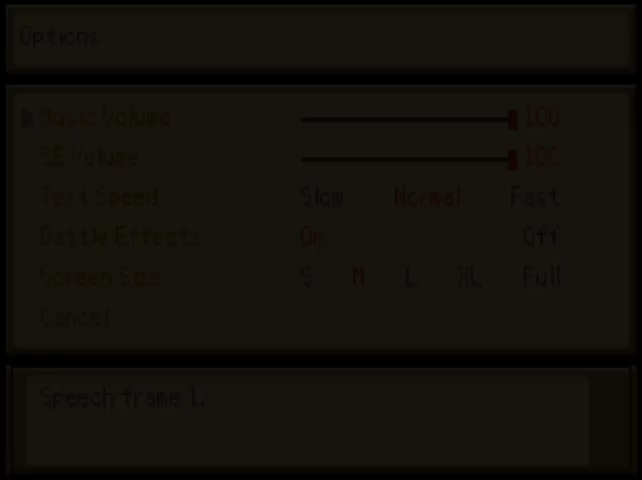 Options
Music Volume 100
SE Volume 100
Text Speed Slow Normal Fast
Battle Effects On Off
Screen Size S M L XL Full
Cancel
Speech frame 1.